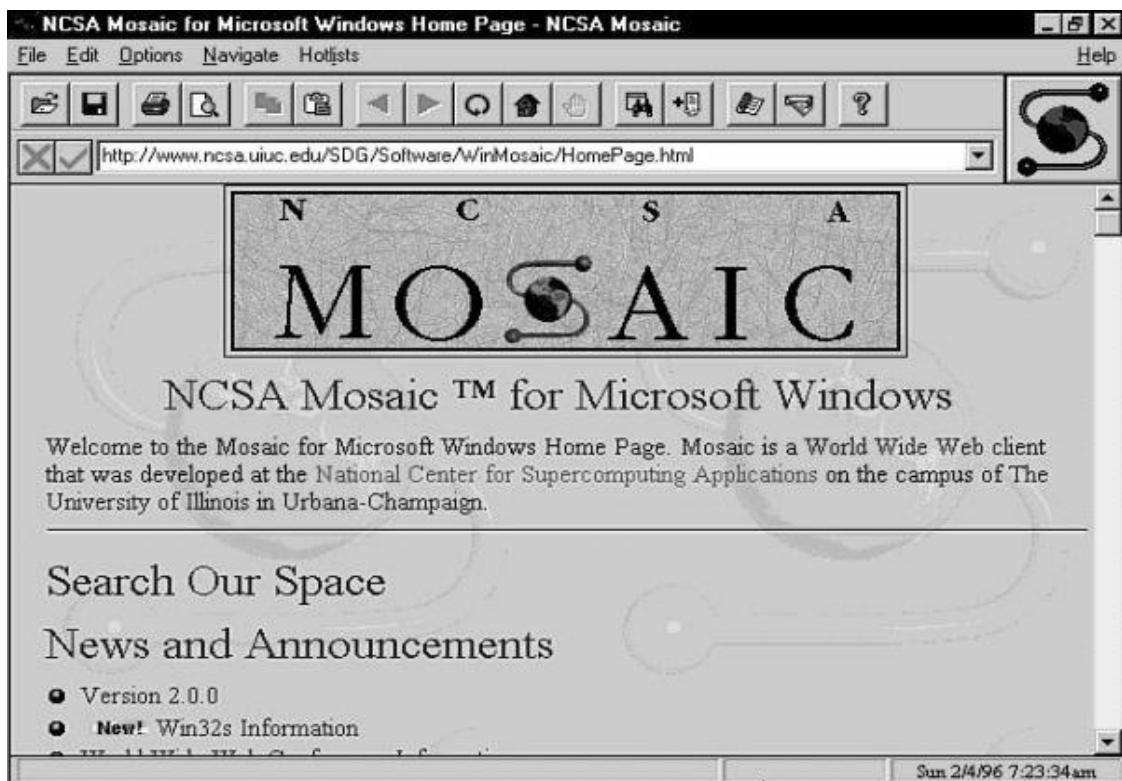 NCSA Mosaic for Microsoft Windows Home Page - NCSA Mosaic
File Edit Options Navigate Hotlists Help
http://www.ncsa.uiuc.edu/SDG/Software/WinMosaic/HomePage.html
N C S A
MOSAIC
NCSA Mosaic ™ for Microsoft Windows
Welcome to the Mosaic for Microsoft Windows Home Page. Mosaic is a World Wide Web client
that was developed at the National Center for Supercomputing Applications on the campus of The
University of Illinois in Urbana-Champaign.
Search Our Space
News and Announcements
Version 2.0.0
New! Win32s Information
Sun 2/4/96 7:23:34am